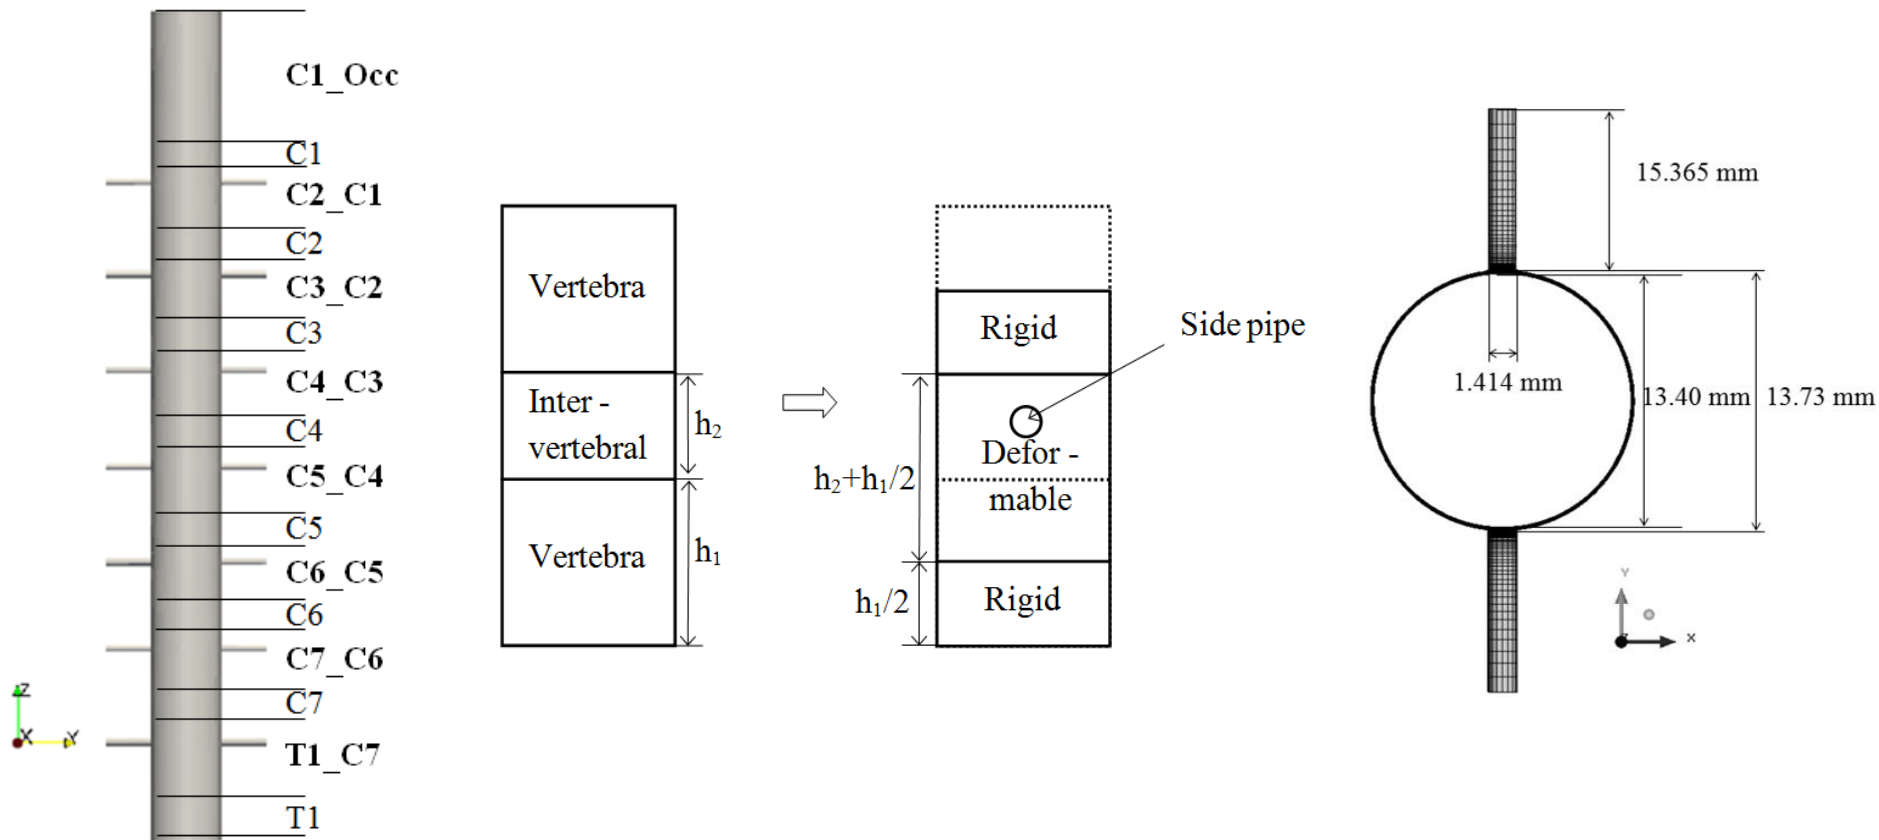 C1_Occ
C1
C2_C1
C2
C3_C2
C3
C4_C3
C4
C5_C4
C5
C6_C5
C6
C7_C6
C7
T1_C7
T1
Z
X
Y
Vertebra
Inter -
vertebral
Vertebra
h₂
h₁
Rigid
Side pipe
Defor -
mable
Rigid
h₂+h₁/2
h₁/2
15.365 mm
1.414 mm
13.40 mm
13.73 mm
Y
X